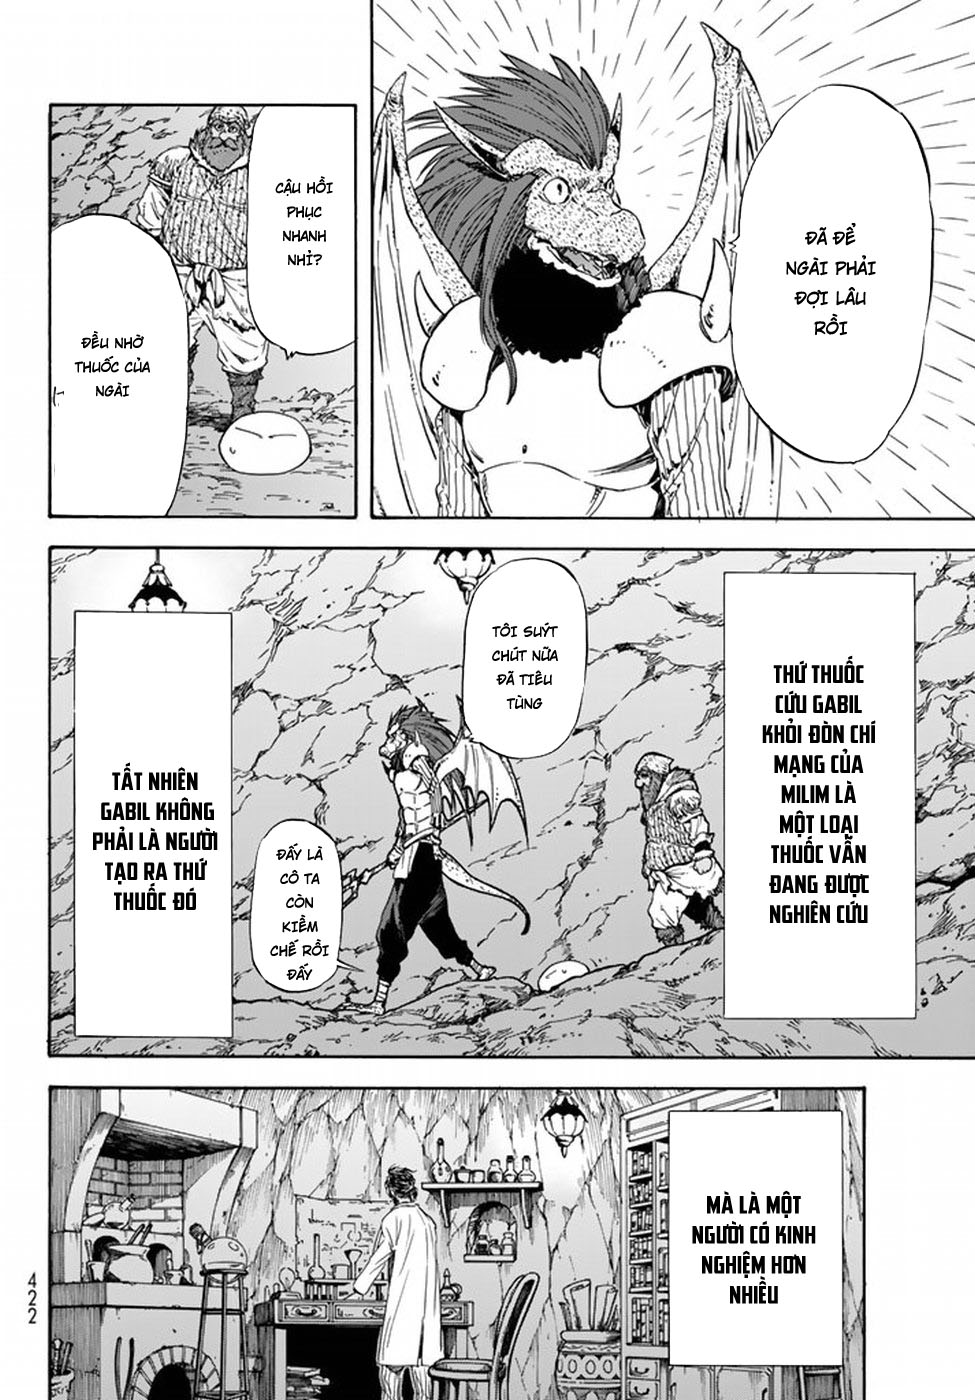 ĐÃ ĐỂ
NGÀI PHẢI
ĐỢI LÂU
RỒI
CẬU HỒI
PHỤC
NHANH
NHỈ?
ĐỀU NHỜ
THUỐC CỦA
NGÀI
THỨ THUỐC
CỨU GABIL
KHỎI ĐÒN CHÍ
MẠNG CỦA
MILIM LÀ
MỘT LOẠI
THUỐC VẪN
ĐANG ĐƯỢC
NGHIÊN CỨU
TÔI SUÝT
CHÚT NỮA
ĐÃ TIÊU
TÙNG
ĐẤY LÀ
CÔ TA
CÒN
KIỀM
CHẾ RỒI
ĐẤY
TẤT NHIÊN
GABIL KHÔNG
PHẢI LÀ NGƯỜI
TẠO RA THỨ
THUỐC ĐÓ
MÀ LÀ MỘT
NGƯỜI CÓ KINH
NGHIỆM HƠN
NHIỀU
422